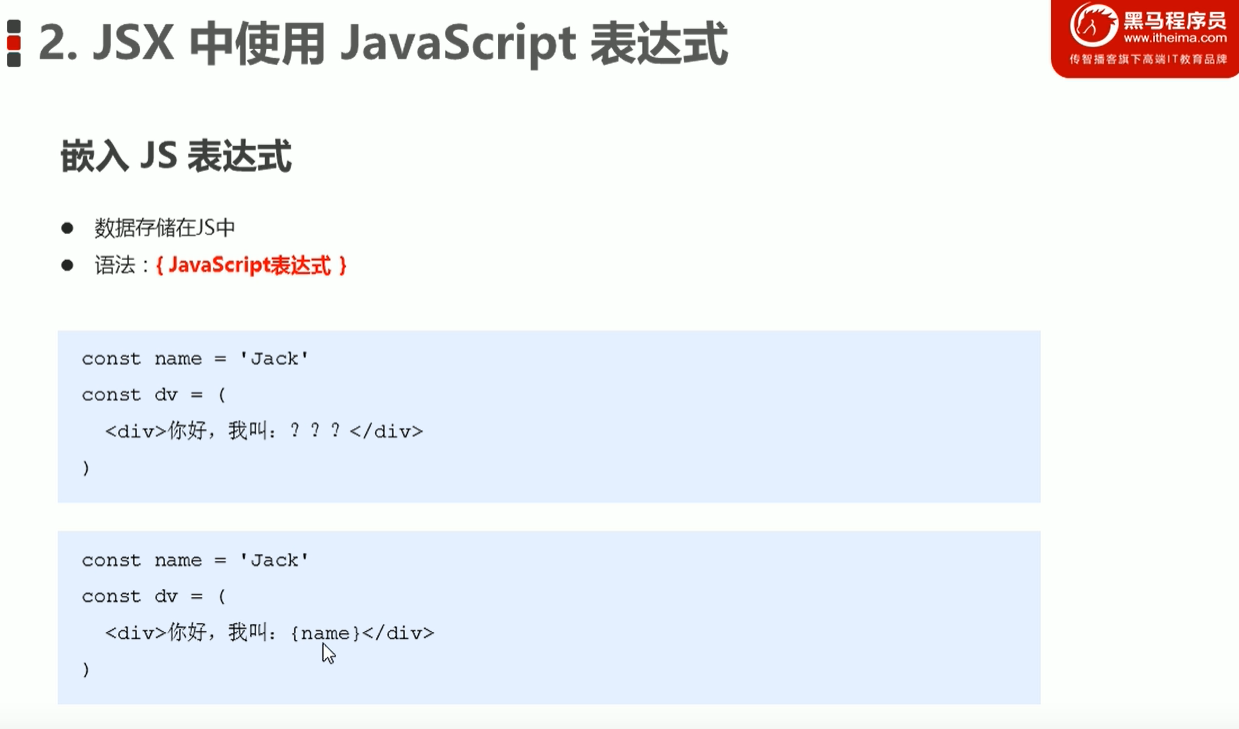 2. JSX 中使用 JavaScript 表达式
黑马程序员
www.itheima.com
传智播客旗下高端IT教育品牌
嵌入 JS 表达式
● 数据存储在JS中
● 语法：{ JavaScript表达式 }
const name = 'Jack'
const dv = (
<div>你好，我叫：？？？</div>
)
const name = 'Jack'
const dv = (
<div>你好，我叫：{name}</div>
)